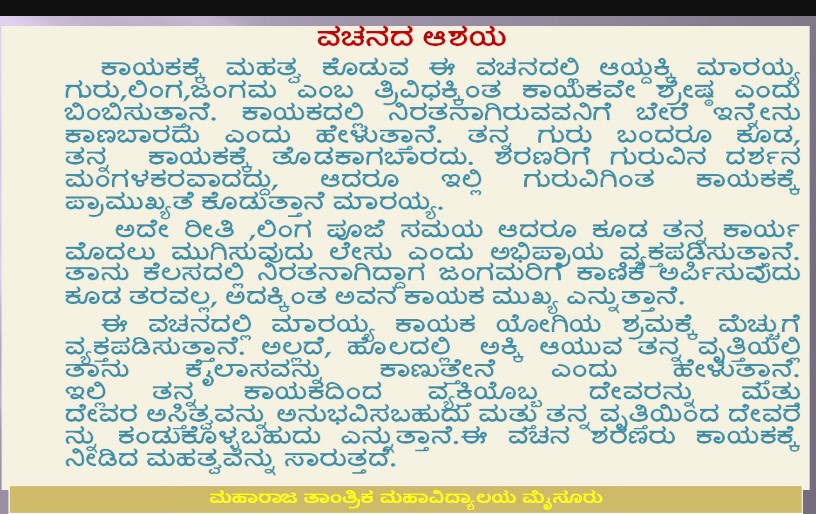 ವಚನದ ಆಶಯ
ಕಾಯಕಕ್ಕೆ ಮಹತ್ವ ಕೊಡುವ ಈ ವಚನದಲ್ಲಿ ಆಯ್ದಕ್ಕಿ ಮಾರಯ್ಯ
ಗುರು,ಲಿಂಗ,ಜಂಗಮ ಎಂಬ ತ್ರಿವಿಧಕ್ಕಿಂತ ಕಾಯಕವೇ ಶ್ರೇಷ್ಠ ಎಂದು
ಬಿಂಬಿಸುತ್ತಾನೆ. ಕಾಯಕದಲ್ಲಿ ನಿರತನಾಗಿರುವವನಿಗೆ ಬೇರೆ ಇನ್ನೇನು
ಕಾಣಬಾರದು ಎಂದು ಹೇಳುತ್ತಾನೆ. ತನ್ನ ಗುರು ಬಂದರೂ ಕೂಡ,
ತನ್ನ ಕಾಯಕಕ್ಕೆ ತೊಡಕಾಗಬಾರದು. ಶರಣರಿಗೆ ಗುರುವಿನ ದರ್ಶನ
ಮಂಗಳಕರವಾದದ್ದು, ಆದರೂ ಇಲ್ಲಿ ಗುರುವಿಗಿಂತ ಕಾಯಕಕ್ಕೆ
ಪ್ರಾಮುಖ್ಯತೆ ಕೊಡುತ್ತಾನೆ ಮಾರಯ್ಯ.
ಅದೇ ರೀತಿ ,ಲಿಂಗ ಪೂಜೆ ಸಮಯ ಆದರೂ ಕೂಡ ತನ್ನ ಕಾರ್ಯ
ಮೊದಲು ಮುಗಿಸುವುದು ಲೇಸು ಎಂದು ಅಭಿಪ್ರಾಯ ವ್ಯಕ್ತಪಡಿಸುತ್ತಾನೆ.
ತಾನು ಕೆಲಸದಲ್ಲಿ ನಿರತನಾಗಿದ್ದಾಗ ಜಂಗಮರಿಗೆ ಕಾಣಿಕೆ ಅರ್ಪಿಸುವುದು
ಕೂಡ ತರವಲ್ಲ, ಅದಕ್ಕಿಂತ ಅವನ ಕಾಯಕ ಮುಖ್ಯ ಎನ್ನುತ್ತಾನೆ.
ಈ ವಚನದಲ್ಲಿ ಮಾರಯ್ಯ ಕಾಯಕ ಯೋಗಿಯ ಶ್ರಮಕ್ಕೆ ಮೆಚ್ಚುಗೆ
ವ್ಯಕ್ತಪಡಿಸುತ್ತಾನೆ. ಅಲ್ಲದೆ, ಹೊಲದಲ್ಲಿ ಅಕ್ಕಿ ಆಯುವ ತನ್ನ ವೃತ್ತಿಯಲ್ಲಿ
ತಾನು ಕೈಲಾಸವನ್ನು ಕಾಣುತ್ತೇನೆ ಎಂದು ಹೇಳುತ್ತಾನೆ.
ಇಲ್ಲಿ ತನ್ನ ಕಾಯಕದಿಂದ ವ್ಯಕ್ತಿಯೊಬ್ಬ ದೇವರನ್ನು ಮತ್ತು
ದೇವರ ಅಸ್ತಿತ್ವವನ್ನು ಅನುಭವಿಸಬಹುದು ಮತ್ತು ತನ್ನ ವೃತ್ತಿಯಿಂದ ದೇವರ
ನ್ನು ಕಂಡುಕೊಳ್ಳಬಹುದು ಎನ್ನುತ್ತಾನೆ.ಈ ವಚನ ಶರಣರು ಕಾಯಕಕ್ಕೆ
ನೀಡಿದ ಮಹತ್ವವನ್ನು ಸಾರುತ್ತದೆ.
ಮಹಾರಾಜ ತಾಂತ್ರಿಕ ಮಹಾವಿದ್ಯಾಲಯ ಮೈಸೂರು